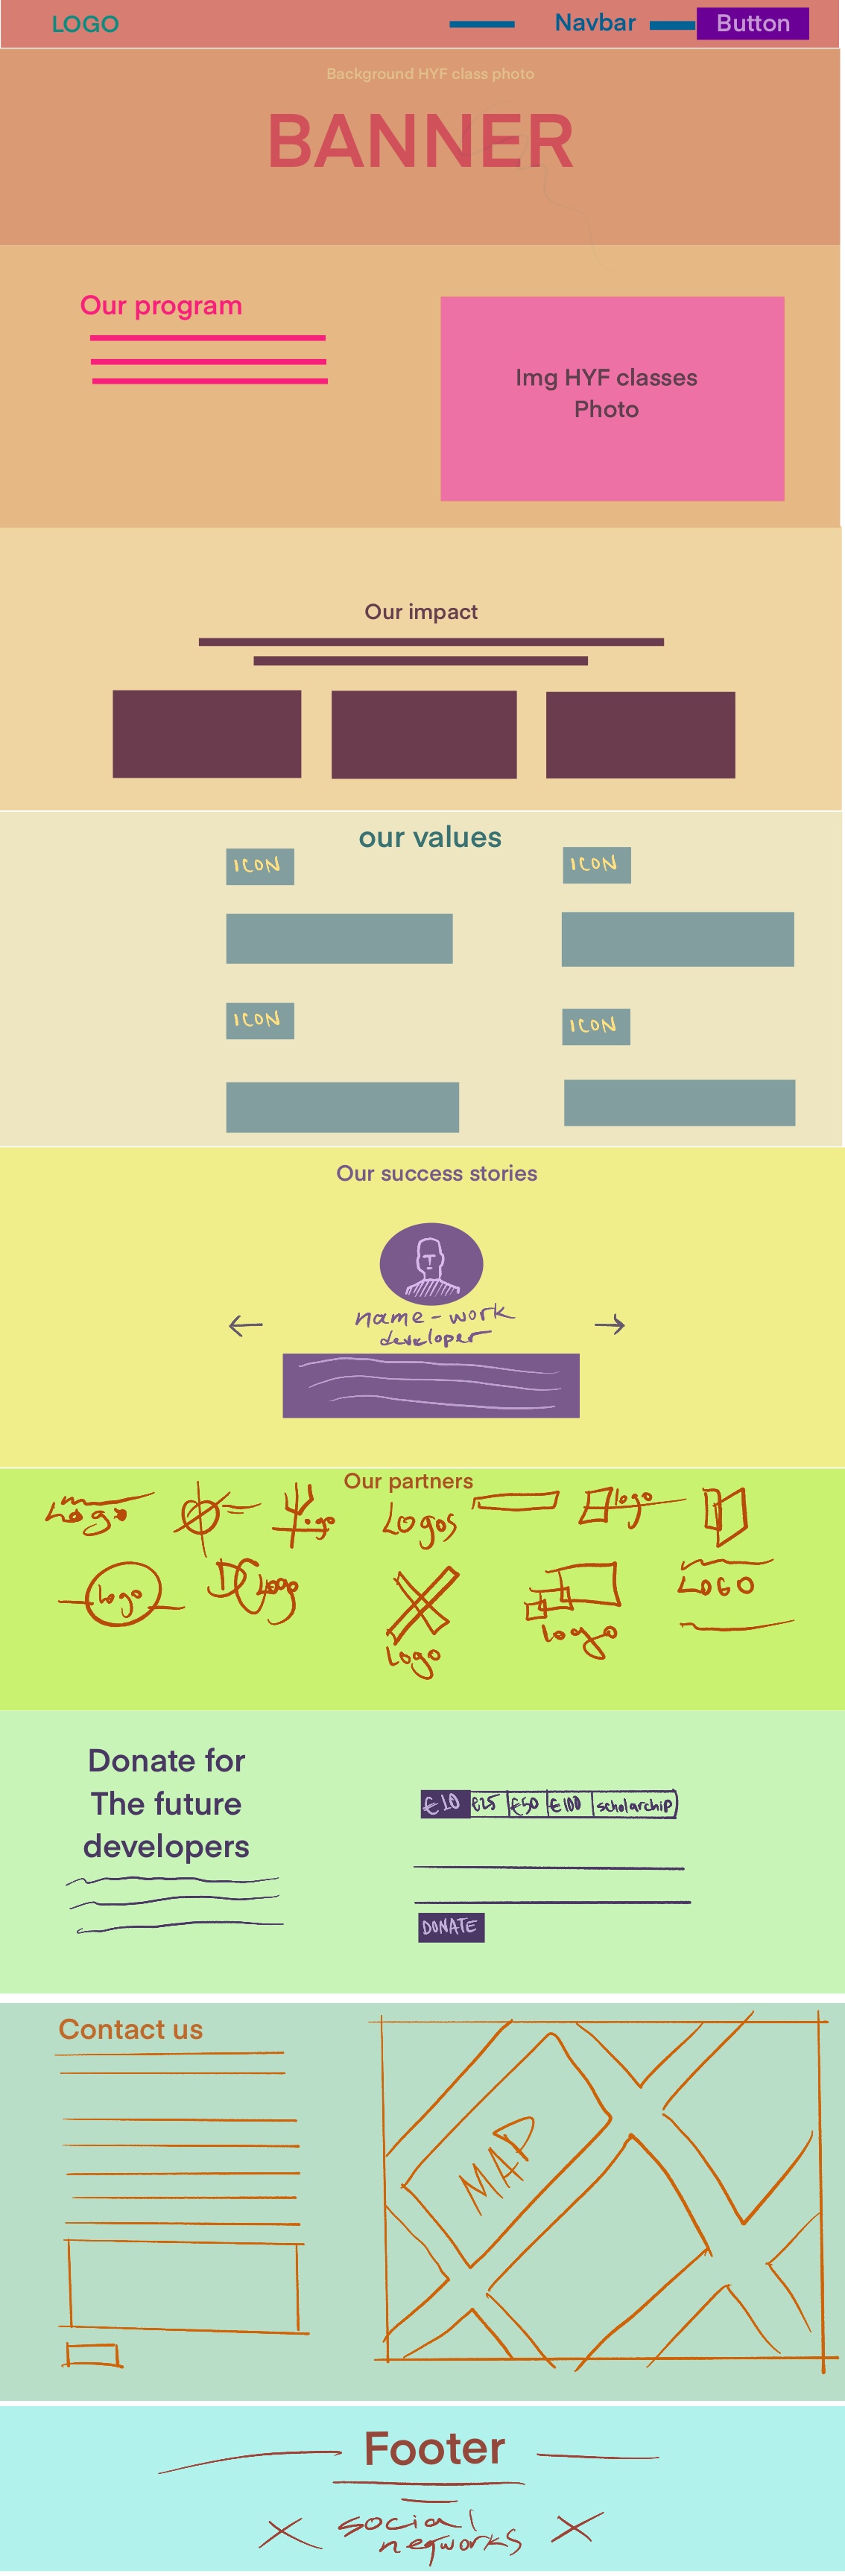 LOGO Navbar Button
Background HYF class photo
BANNER
Our program
Img HYF classes
Photo
Our impact
our values
ICON ICON
ICON ICON
Our success stories
name - work
developer
Our partners
Logo logo Logos logo
logo Logo LOGO
Logo logo
Donate for
The future
developers
€10 €25 €50 €100 scholarchip
DONATE
Contact us
MAP
Footer
social
neqworks